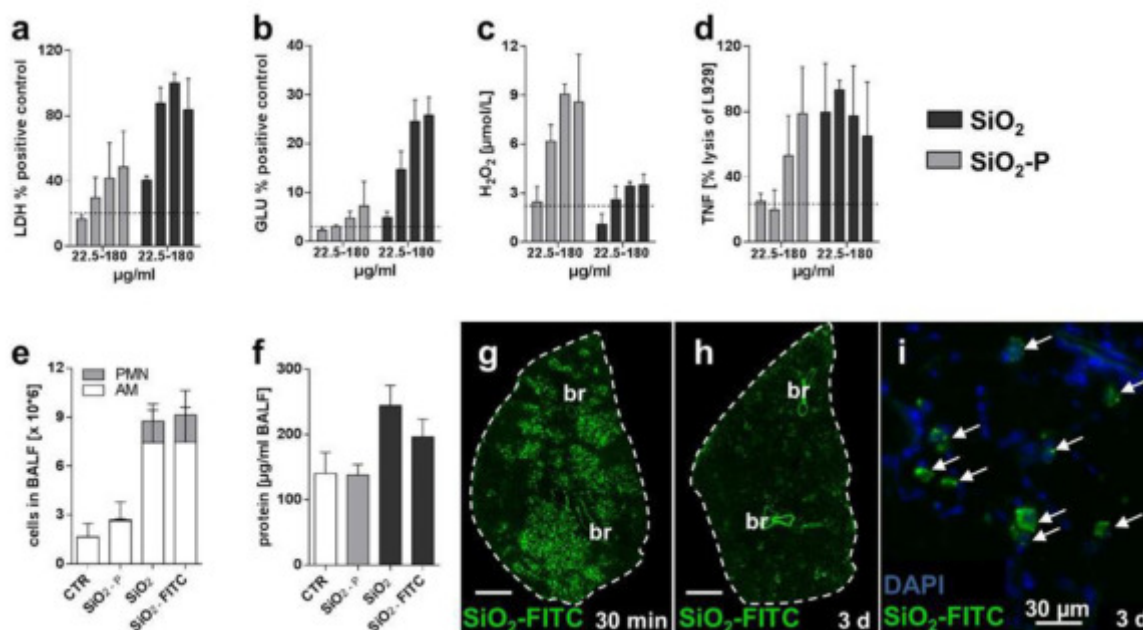 a
120
80
40
0
LDH % positive control
22.5-180 22.5-180
µg/ml
b
40
30
20
10
0
GLU % positive control
22.5-180 22.5-180
µg/ml
c
12
9
6
3
0
H₂O₂ [µmol/L]
22.5-180 22.5-180
µg/ml
d
120
80
40
0
TNF [% lysis of L929]
22.5-180 22.5-180
µg/ml
SiO₂
SiO₂-P
e
PMN
AM
12
9
6
3
0
cells in BALF [x 10*6]
CTR
SiO₂-P
SiO₂
SiO₂-FITC
f
300
200
100
0
protein [µg/ml BALF]
CTR
SiO₂-P
SiO₂
SiO₂-FITC
g
br
br
SiO₂-FITC 30 min
h
br
br
SiO₂-FITC 3 d
i
DAPI
SiO₂-FITC 30 µm 3 d